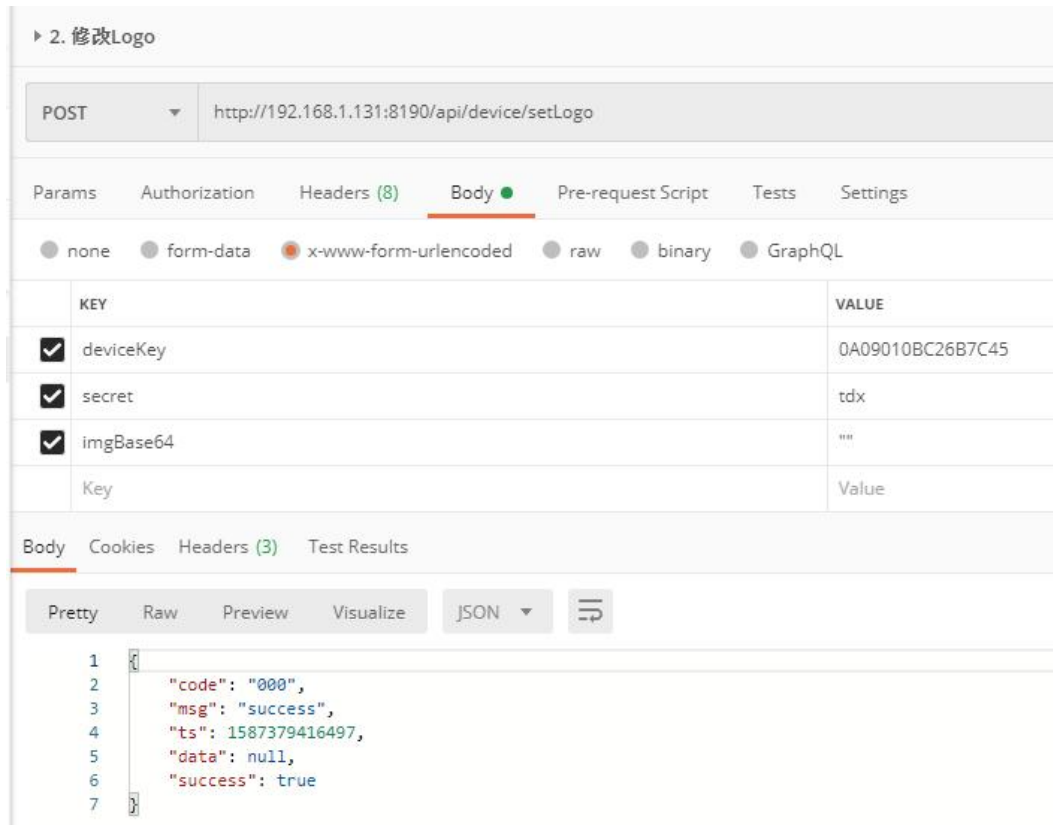 2. 修改Logo
POST http://192.168.1.131:8190/api/device/setLogo
Params Authorization Headers (8) Body Pre-request Script Tests Settings
none form-data x-www-form-urlencoded raw binary GraphQL
KEY VALUE
deviceKey 0A09010BC26B7C45
secret tdx
imgBase64 ""
Key Value
Body Cookies Headers (3) Test Results
Pretty Raw Preview Visualize JSON
1 {
2 "code": "000",
3 "msg": "success",
4 "ts": 1587379416497,
5 "data": null,
6 "success": true
7 }